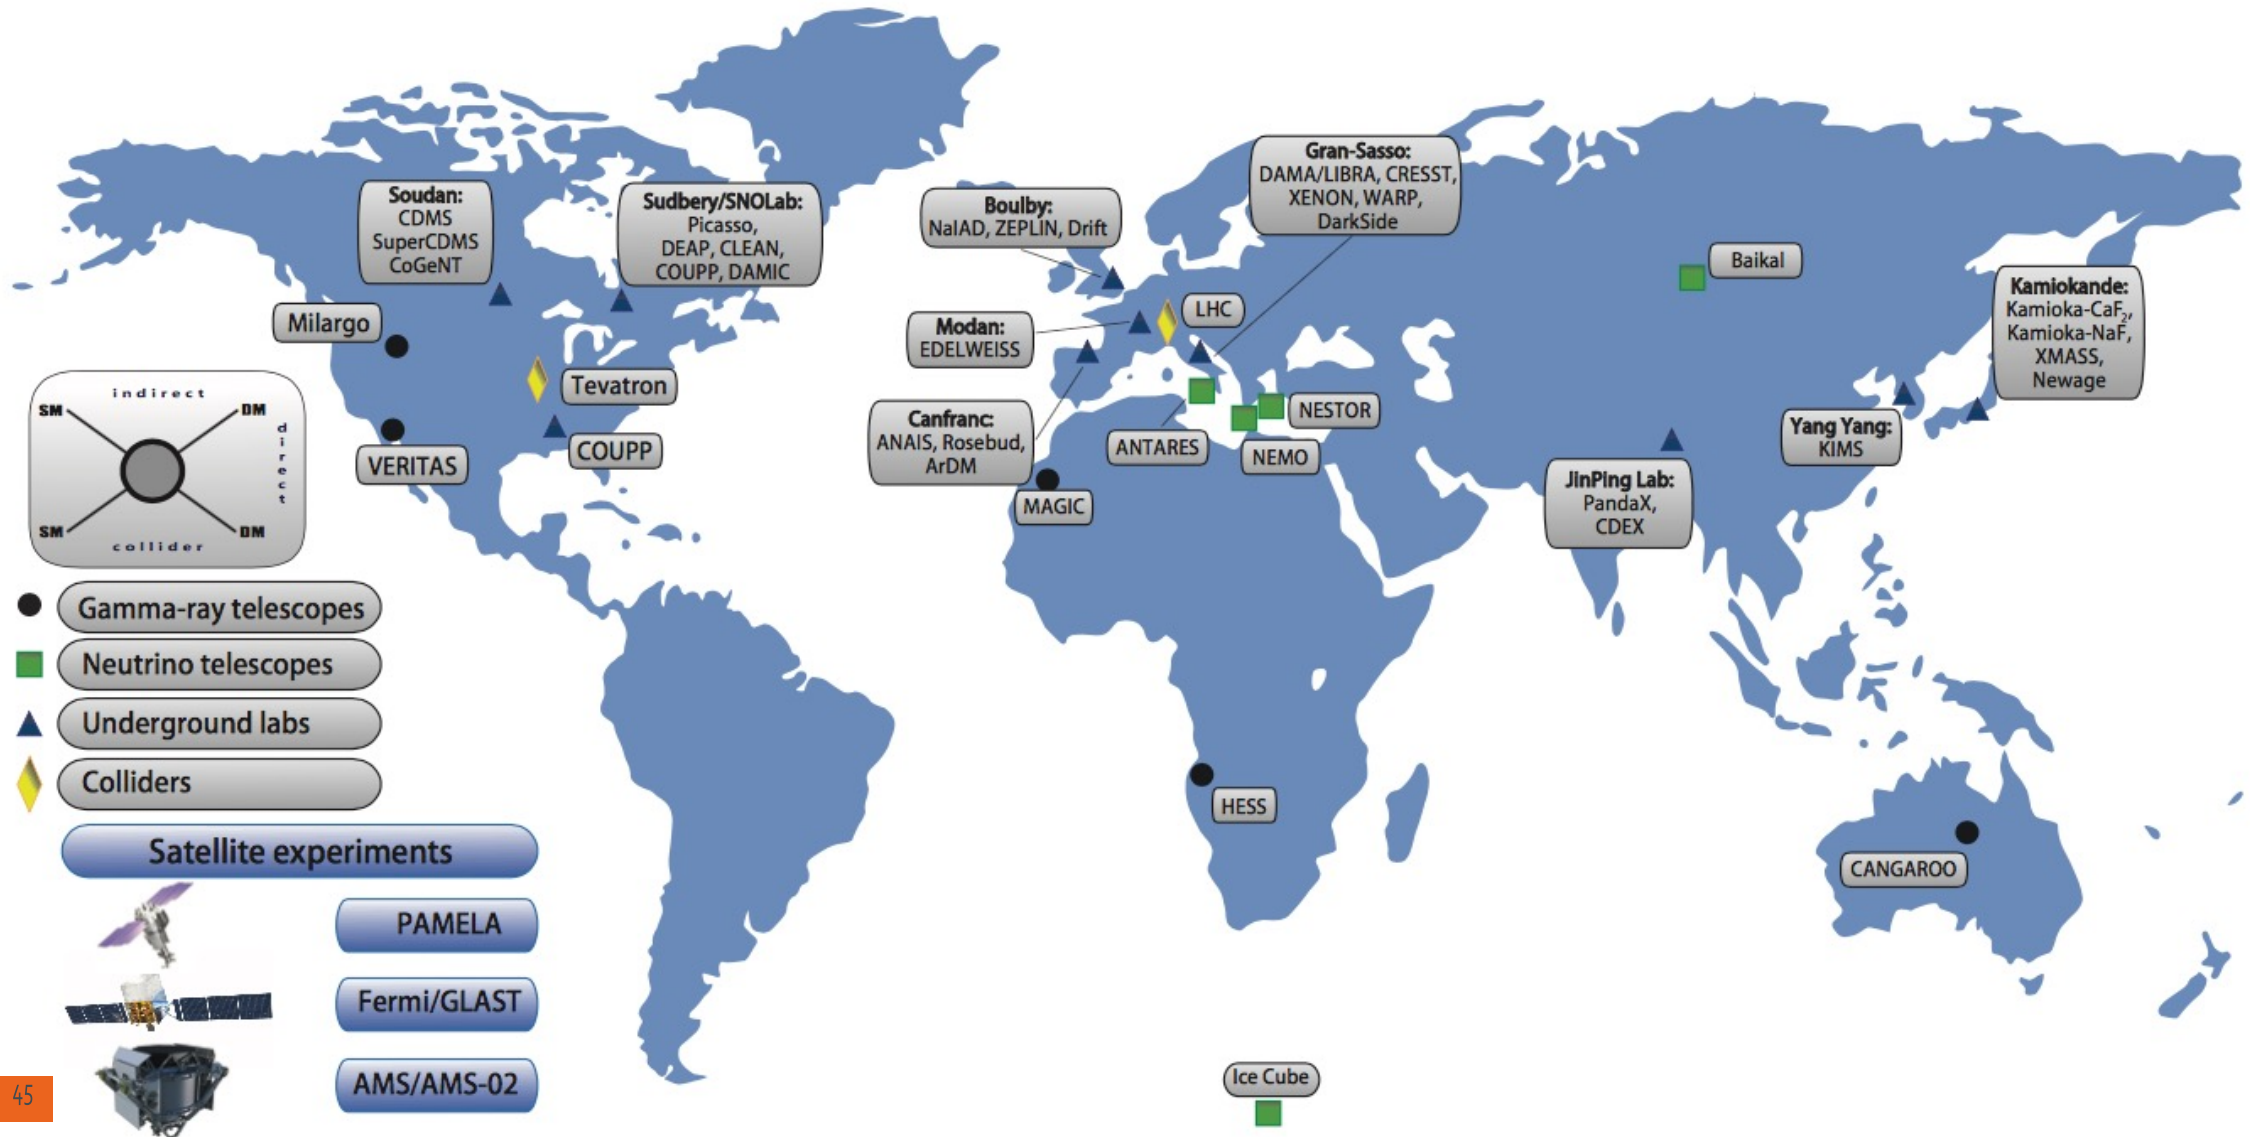 Soudan:
CDMS
SuperCDMS
CoGeNT
Sudbery/SNOLab:
Picasso,
DEAP, CLEAN,
COUPP, DAMIC
Boulby:
NaIAD, ZEPLIN, Drift
Gran-Sasso:
DAMA/LIBRA, CRESST,
XENON, WARP,
DarkSide
Baikal
Kamiokande:
Kamioka-CaF₂,
Kamioka-NaF,
XMASS,
Newage
Milargo
Modan:
EDELWEISS
LHC
Tevatron
COUPP
VERITAS
Canfranc:
ANAIS, Rosebud,
ArDM
ANTARES
NESTOR
NEMO
MAGIC
Yang Yang:
KIMS
JinPing Lab:
PandaX,
CDEX
indirect
SM
DM
direct
SM
DM
collider
Gamma-ray telescopes
Neutrino telescopes
Underground labs
Colliders
HESS
CANGAROO
Satellite experiments
PAMELA
Fermi/GLAST
AMS/AMS-02
Ice Cube
45